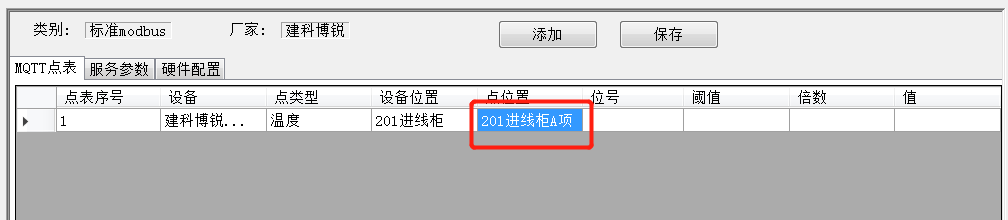 类别: 标准modbus 厂家: 建科博锐 添加 保存
MQTT点表 服务参数 硬件配置
点表序号 设备 点类型 设备位置 点位置 位号 阈值 倍数 值
1 建科博锐... 温度 201进线柜 201进线柜A项